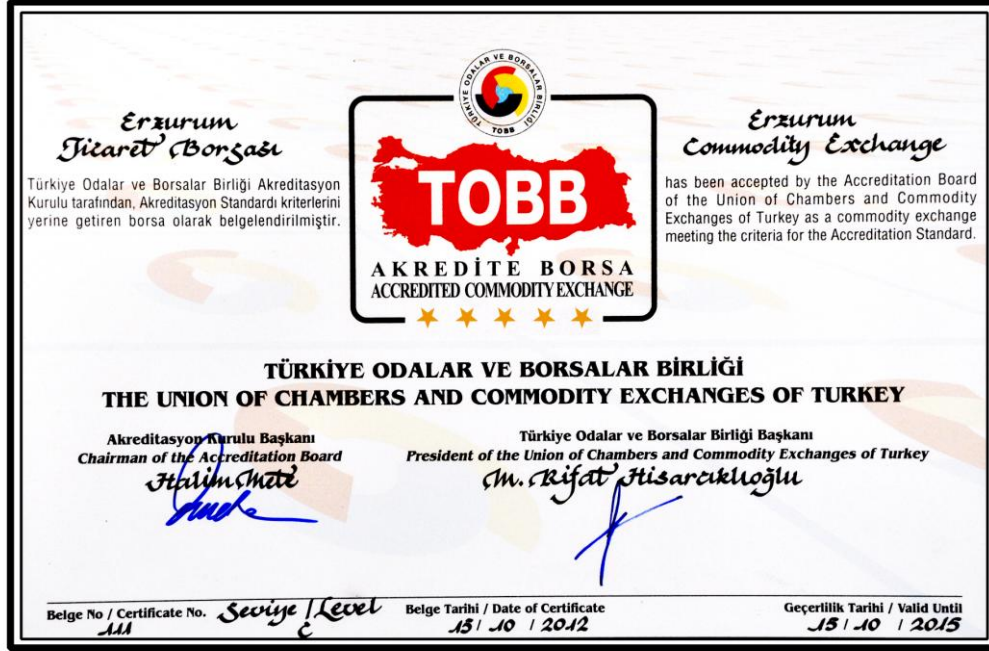 TÜRKİYE ODALAR VE BORSALAR BİRLİĞİ
TOBB
Erzurum
Ticaret Borsası
Türkiye Odalar ve Borsalar Birliği Akreditasyon
Kurulu tarafından, Akreditasyon Standardı kriterlerini
yerine getiren borsa olarak belgelendirilmiştir.
TOBB
AKREDİTE BORSA
ACCREDITED COMMODITY EXCHANGE
Erzurum
Commodity Exchange
has been accepted by the Accreditation Board
of the Union of Chambers and Commodity
Exchanges of Turkey as a commodity exchange
meeting the criteria for the Accreditation Standard.
TÜRKİYE ODALAR VE BORSALAR BİRLİĞİ
THE UNION OF CHAMBERS AND COMMODITY EXCHANGES OF TURKEY
Akreditasyon Kurulu Başkanı
Chairman of the Accreditation Board
Halim Mete
Türkiye Odalar ve Borsalar Birliği Başkanı
President of the Union of Chambers and Commodity Exchanges of Turkey
M. Rifat Hisarcıklıoğlu
Belge No / Certificate No. Seviye / Level
111 C
Belge Tarihi / Date of Certificate
15 / 10 / 2012
Geçerlilik Tarihi / Valid Until
15 / 10 / 2015